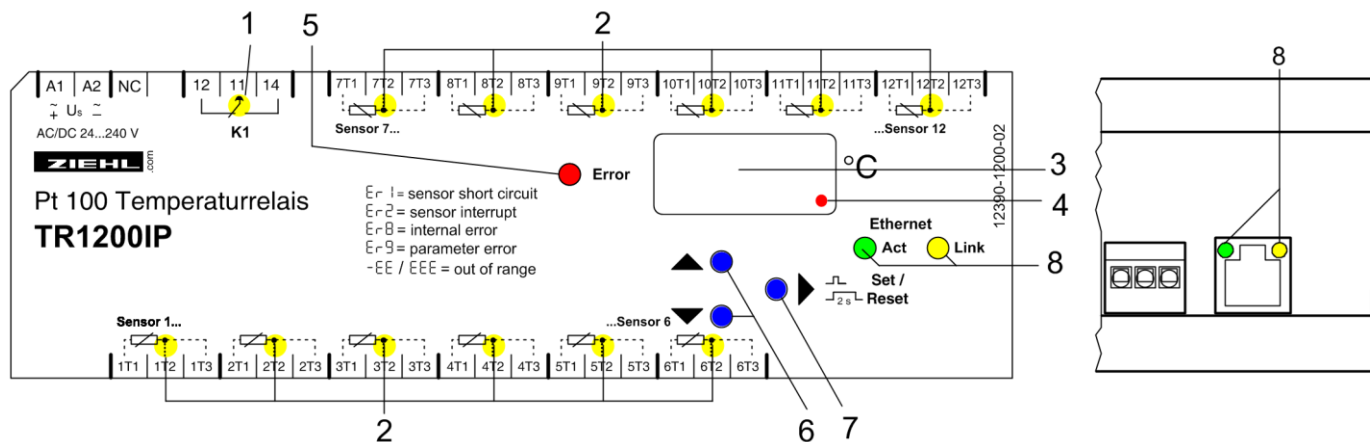 1
5
2
8
A1 A2 NC
12 11 14
7T1 7T2 7T3 8T1 8T2 8T3 9T1 9T2 9T3 10T1 10T2 10T3 11T1 11T2 11T3 12T1 12T2 12T3
~ Us ~
+ −
AC/DC 24...240 V
K1
Sensor 7...
...Sensor 12
ZIEHL.com
Error
°C
3
4
12390-1200-02
Pt 100 Temperaturrelais
TR1200IP
Er1 = sensor short circuit
Er2 = sensor interrupt
Er8 = internal error
Er9 = parameter error
-EE / EEE = out of range
Ethernet
Act Link
8
Set /
2 s Reset
Sensor 1...
...Sensor 6
1T1 1T2 1T3 2T1 2T2 2T3 3T1 3T2 3T3 4T1 4T2 4T3 5T1 5T2 5T3 6T1 6T2 6T3
2
6
7